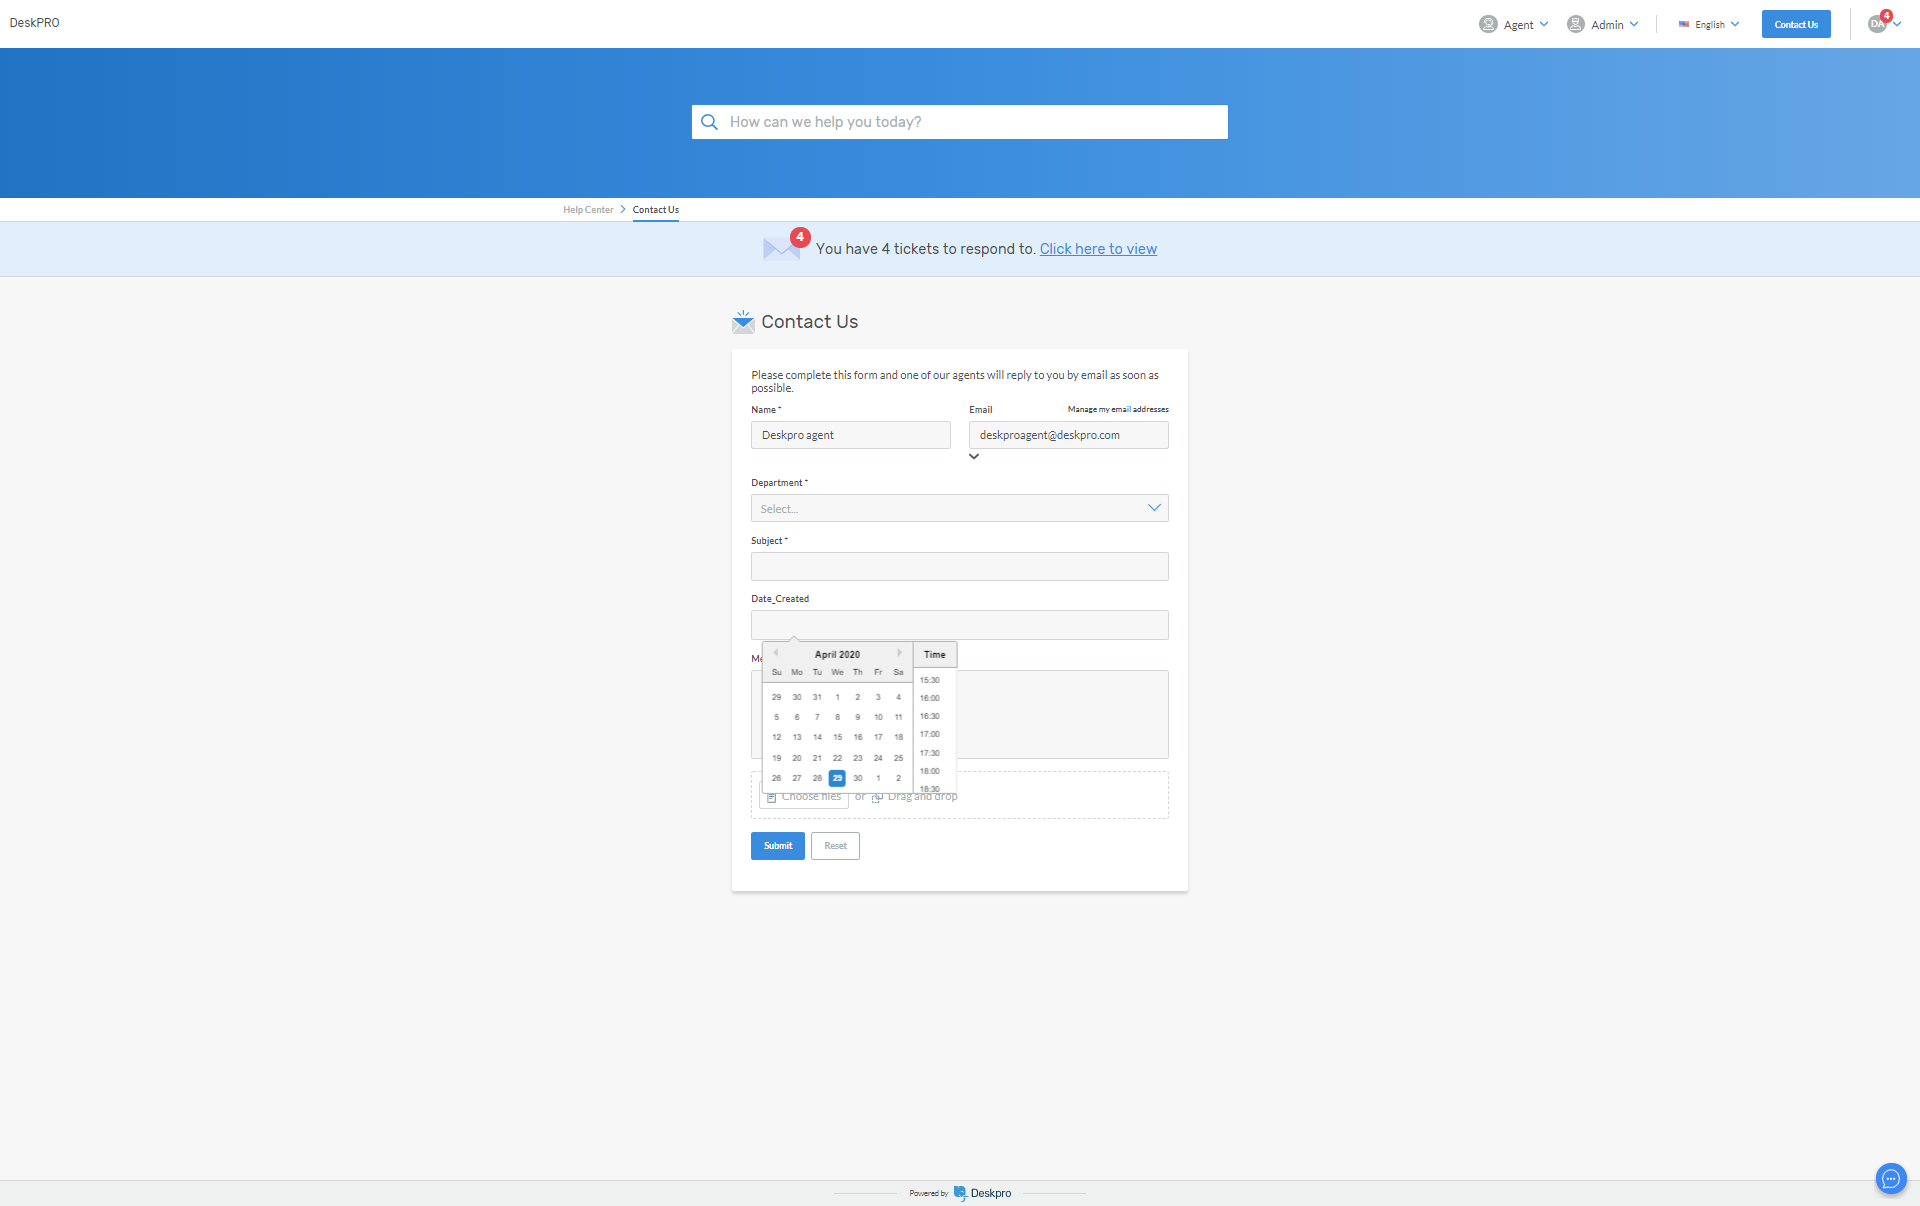 DeskPRO
Agent
Admin
English
Contact Us
DA
4
How can we help you today?
Help Center
Contact Us
4
You have 4 tickets to respond to. Click here to view
Contact Us
Please complete this form and one of our agents will reply to you by email as soon as
possible.
Name *
Email
Manage my email addresses
Deskpro agent
deskproagent@deskpro.com
Department *
Select...
Subject *
Date_Created
April 2020
Time
Su Mo Tu We Th Fr Sa
29 30 31 1 2 3 4
5 6 7 8 9 10 11
12 13 14 15 16 17 18
19 20 21 22 23 24 25
26 27 28 29 30 1 2
15:30
16:00
16:30
17:00
17:30
18:00
18:30
Choose files or Drag and drop
Submit
Reset
Powered by Deskpro